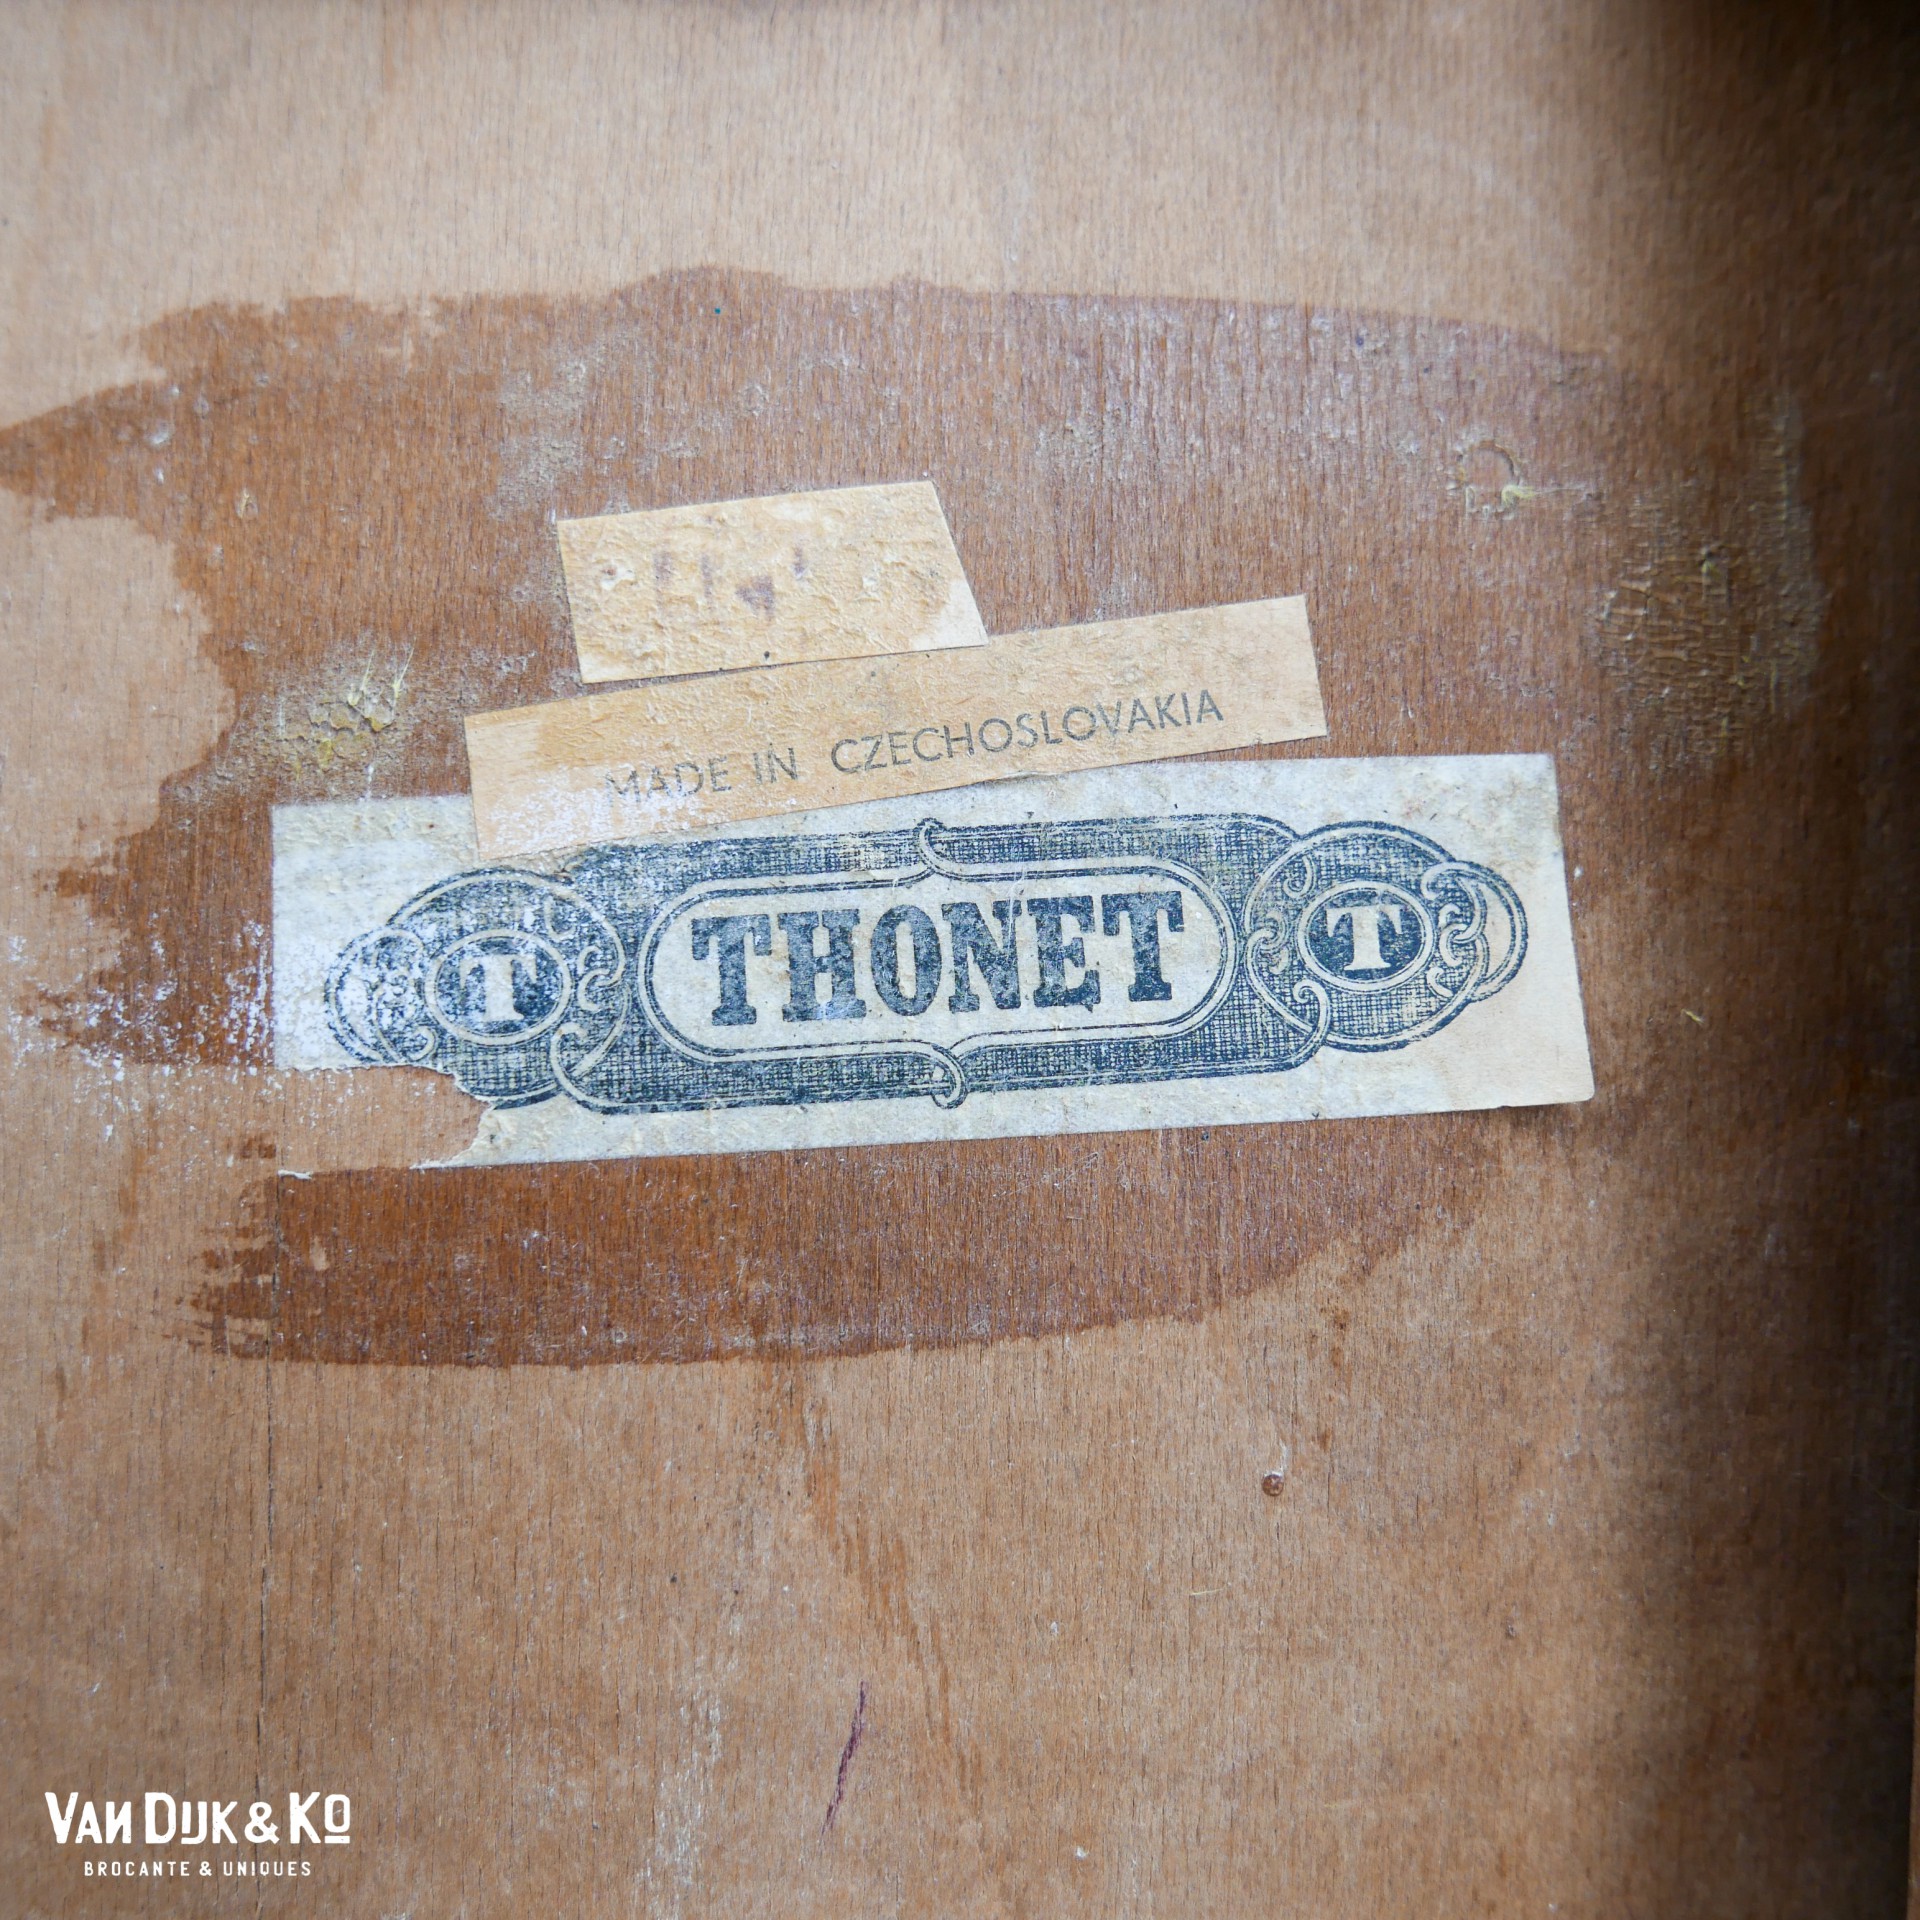 MADE IN CZECHOSLOVAKIA
T THONET T
VAN DIJK & KO
BROCANTE & UNIQUES